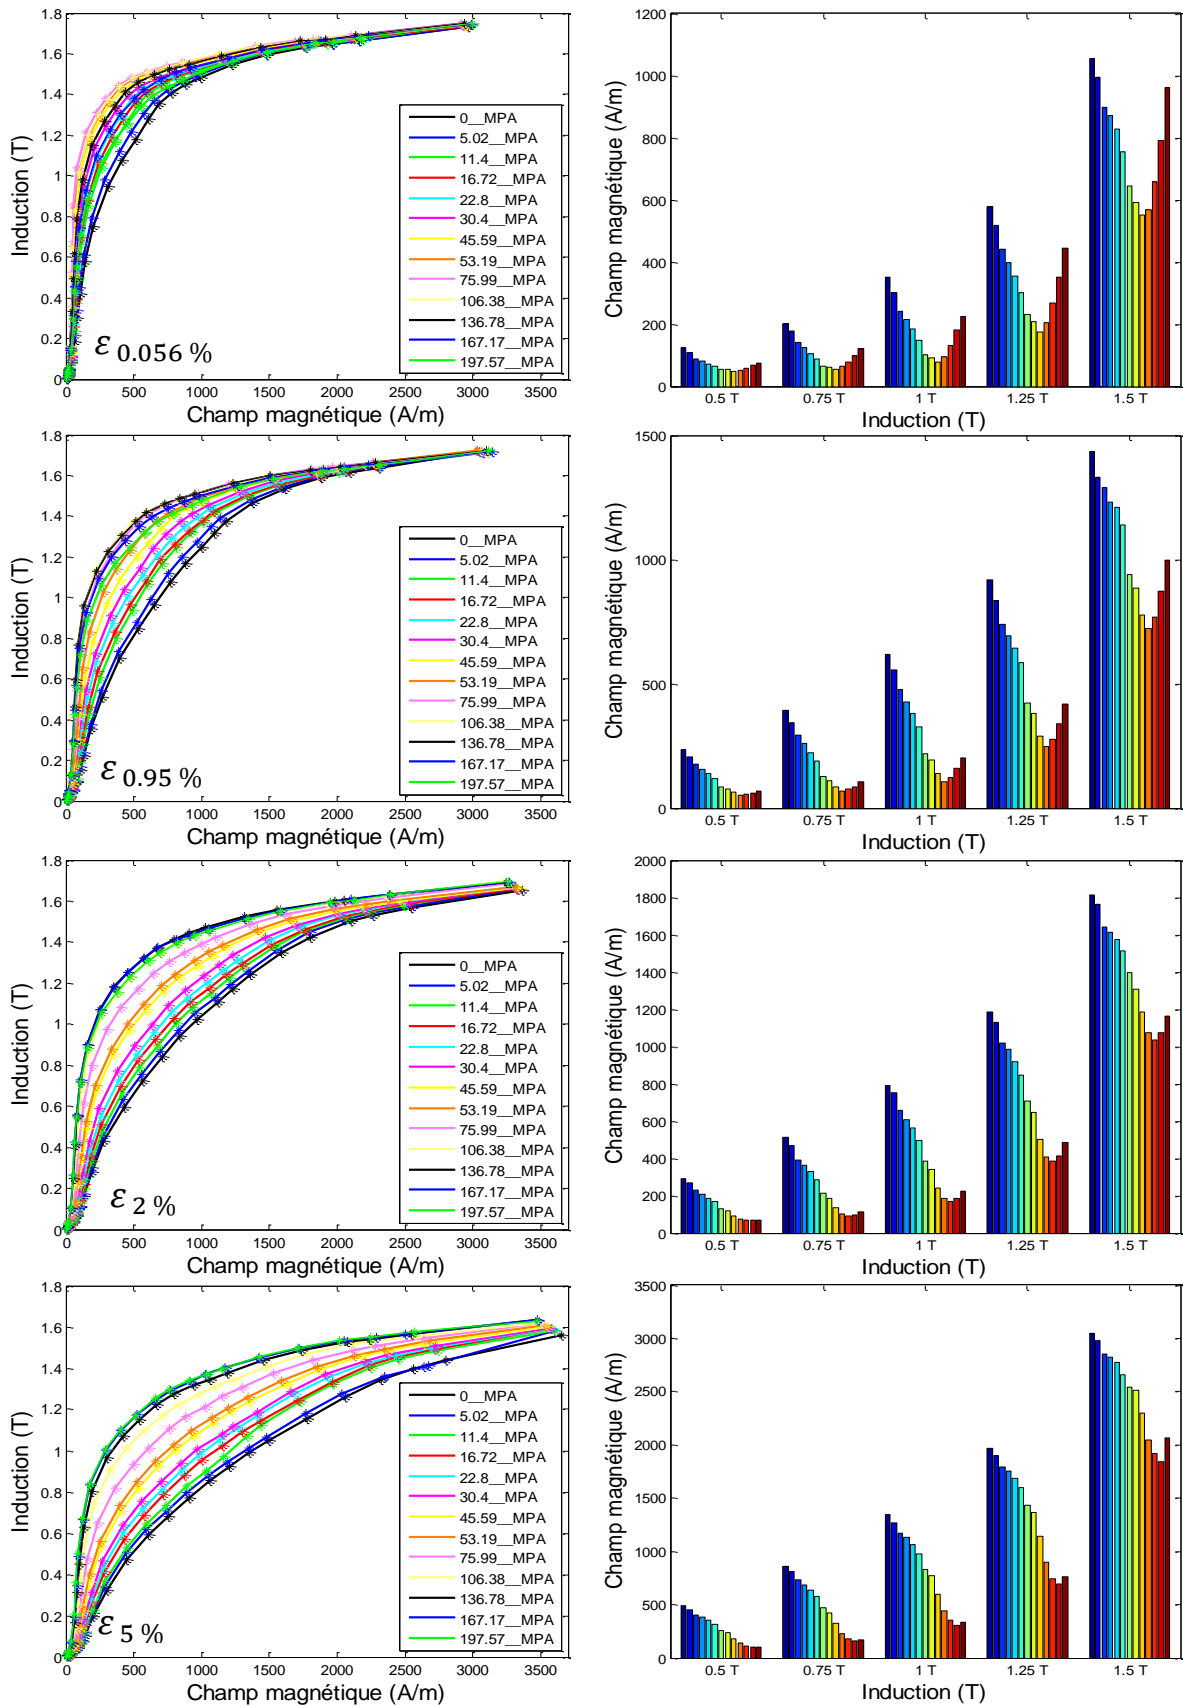 1.8
1.6
1.4
1.2
1
0.8
0.6
0.4
0.2
0
Induction (T)
0__MPA
5.02__MPA
11.4__MPA
16.72__MPA
22.8__MPA
30.4__MPA
45.59__MPA
53.19__MPA
75.99__MPA
106.38__MPA
136.78__MPA
167.17__MPA
197.57__MPA
ε 0.056 %
0 500 1000 1500 2000 2500 3000 3500
Champ magnétique (A/m)
1200
1000
800
600
400
200
0
Champ magnétique (A/m)
0.5 T 0.75 T 1 T 1.25 T 1.5 T
Induction (T)
1.8
1.6
1.4
1.2
1
0.8
0.6
0.4
0.2
0
Induction (T)
0__MPA
5.02__MPA
11.4__MPA
16.72__MPA
22.8__MPA
30.4__MPA
45.59__MPA
53.19__MPA
75.99__MPA
106.38__MPA
136.78__MPA
167.17__MPA
197.57__MPA
ε 0.95 %
0 500 1000 1500 2000 2500 3000 3500
Champ magnétique (A/m)
1500
1000
500
0
Champ magnétique (A/m)
0.5 T 0.75 T 1 T 1.25 T 1.5 T
Induction (T)
1.8
1.6
1.4
1.2
1
0.8
0.6
0.4
0.2
0
Induction (T)
0__MPA
5.02__MPA
11.4__MPA
16.72__MPA
22.8__MPA
30.4__MPA
45.59__MPA
53.19__MPA
75.99__MPA
106.38__MPA
136.78__MPA
167.17__MPA
197.57__MPA
ε 2 %
0 500 1000 1500 2000 2500 3000 3500
Champ magnétique (A/m)
2000
1800
1600
1400
1200
1000
800
600
400
200
0
Champ magnétique (A/m)
0.5 T 0.75 T 1 T 1.25 T 1.5 T
Induction (T)
1.8
1.6
1.4
1.2
1
0.8
0.6
0.4
0.2
0
Induction (T)
0__MPA
5.02__MPA
11.4__MPA
16.72__MPA
22.8__MPA
30.4__MPA
45.59__MPA
53.19__MPA
75.99__MPA
106.38__MPA
136.78__MPA
167.17__MPA
197.57__MPA
ε 5 %
0 500 1000 1500 2000 2500 3000 3500
Champ magnétique (A/m)
3500
3000
2500
2000
1500
1000
500
0
Champ magnétique (A/m)
0.5 T 0.75 T 1 T 1.25 T 1.5 T
Induction (T)